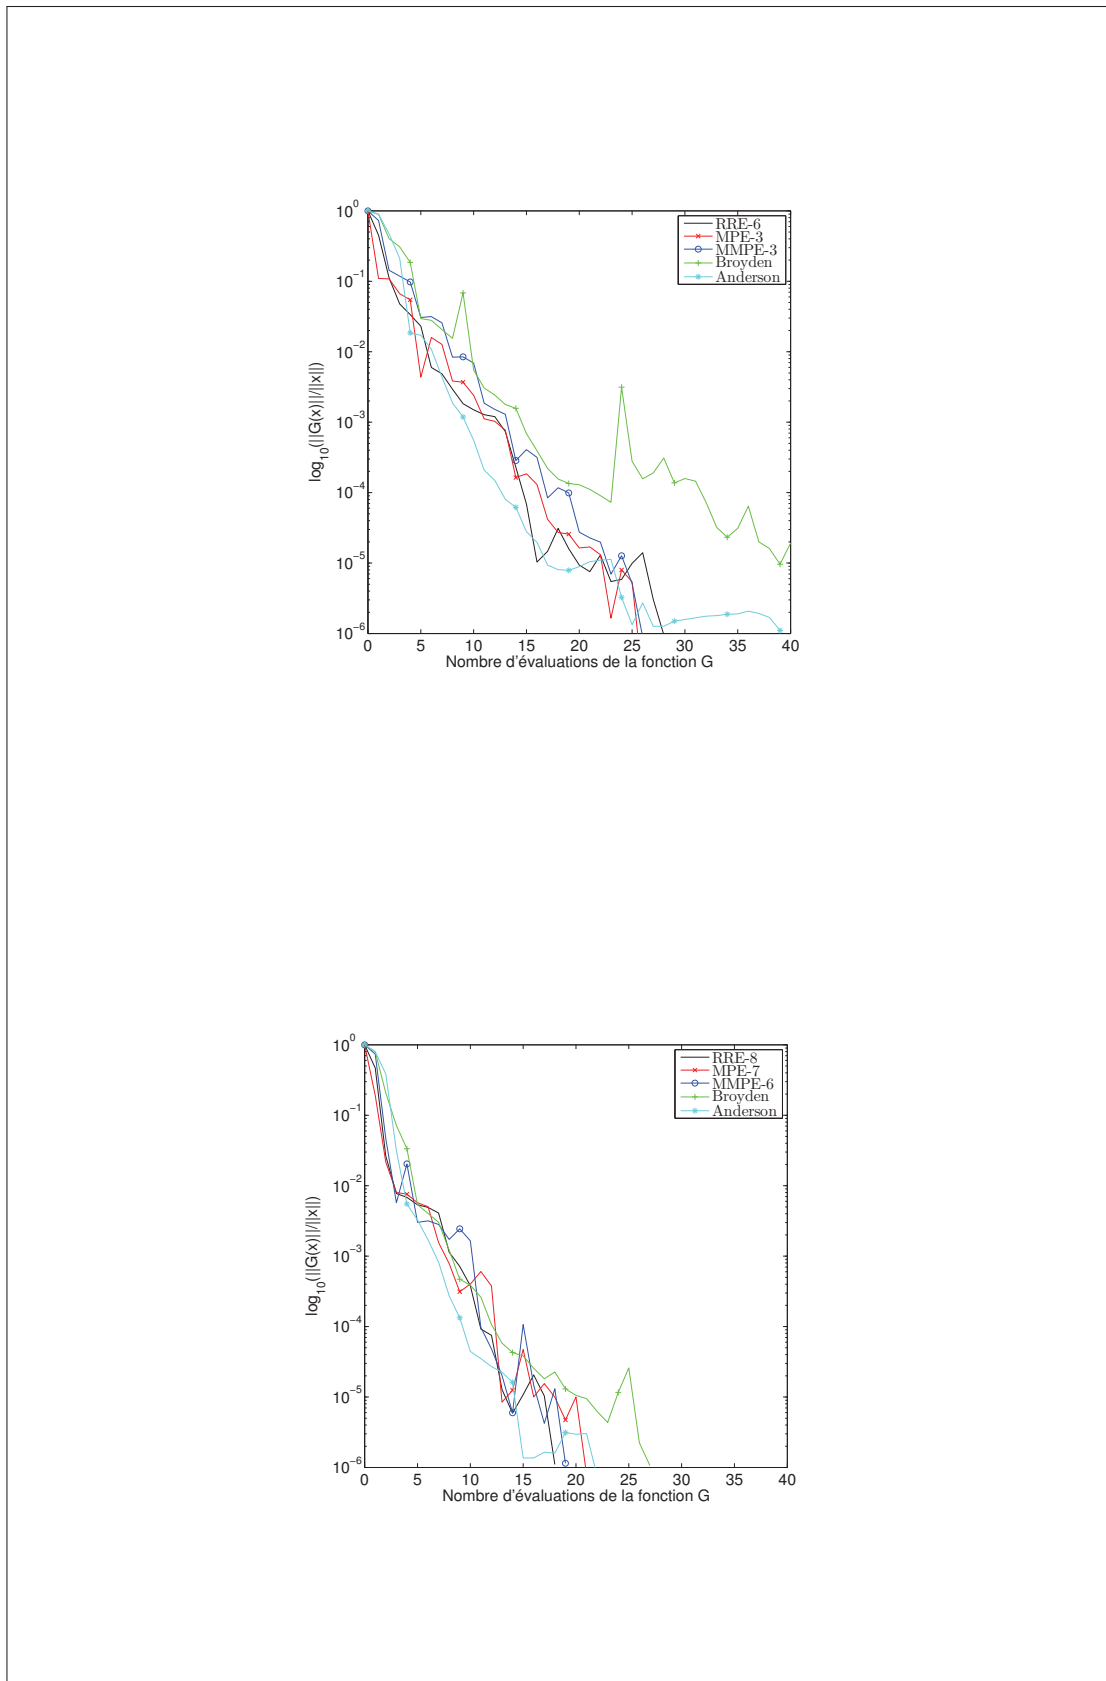 10^0
10^-1
10^-2
10^-3
10^-4
10^-5
10^-6
log10(||G(x)||/||x||)
RRE-6
MPE-3
MMPE-3
Broyden
Anderson
0 5 10 15 20 25 30 35 40
Nombre d'évaluations de la fonction G
10^0
10^-1
10^-2
10^-3
10^-4
10^-5
10^-6
log10(||G(x)||/||x||)
RRE-8
MPE-7
MMPE-6
Broyden
Anderson
0 5 10 15 20 25 30 35 40
Nombre d'évaluations de la fonction G